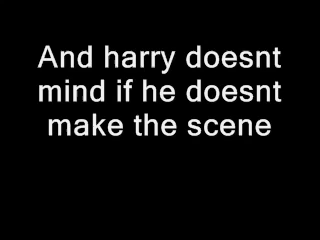 And harry doesnt
mind if he doesnt
make the scene